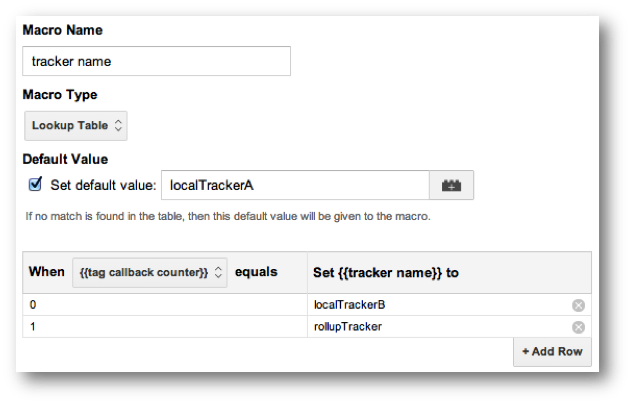 Macro Name
tracker name
Macro Type
Lookup Table
Default Value
Set default value: localTrackerA
If no match is found in the table, then this default value will be given to the macro.
When {{tag callback counter}} equals Set {{tracker name}} to
0 localTrackerB
1 rollupTracker
+ Add Row